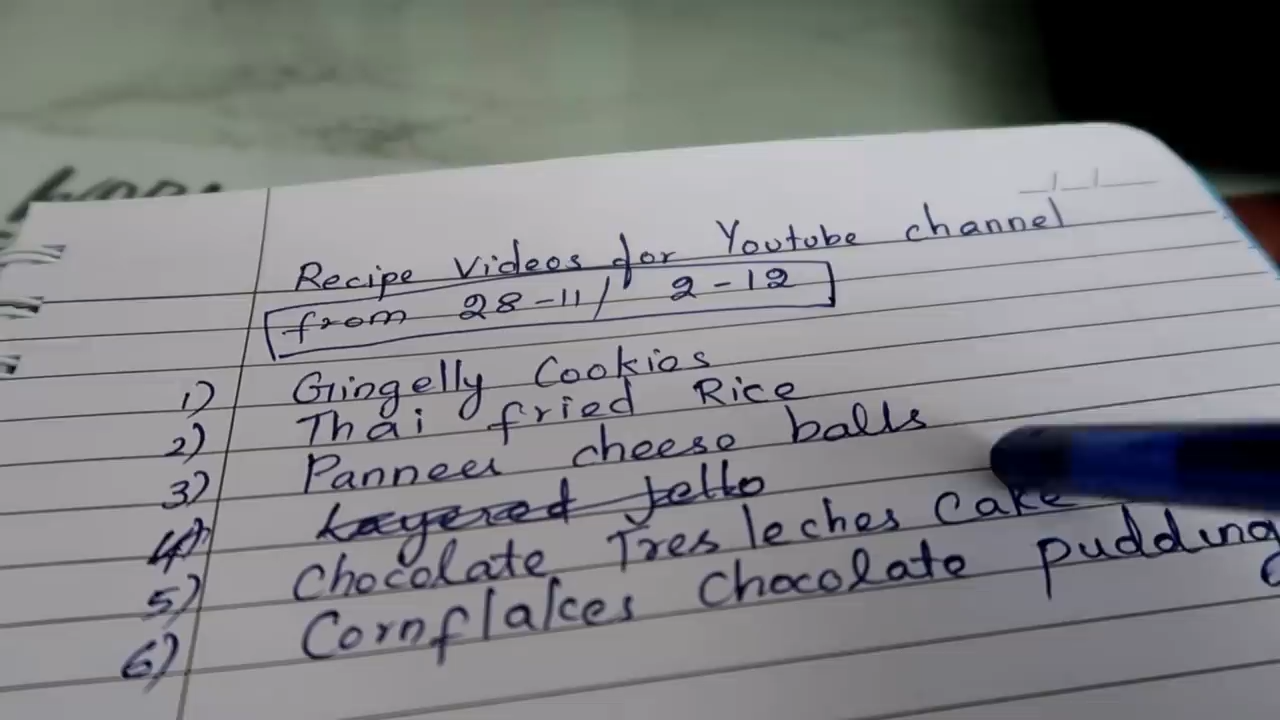 Recipe Videos for Youtube channel
from 28-11/ 2-12
1) Gingelly Cookies
2) Thai fried Rice
3) Panneer cheese balls
4) Layered Jello
5) Chocolate Tres leches Cake
6) Cornflakes Chocolate pudding